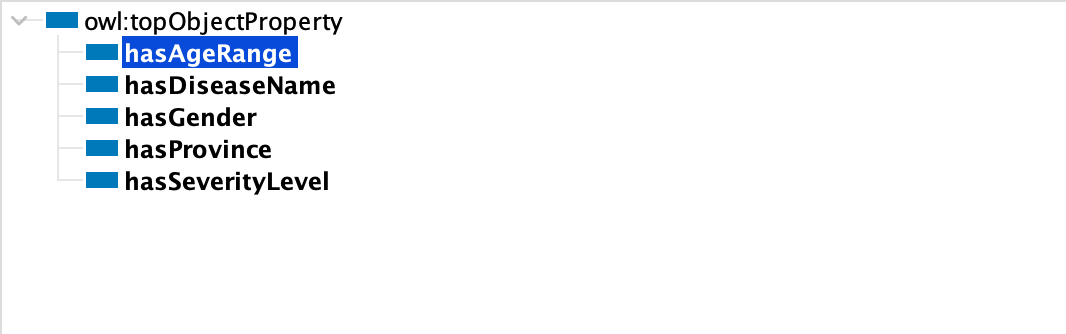 owl:topObjectProperty
hasAgeRange
hasDiseaseName
hasGender
hasProvince
hasSeverityLevel